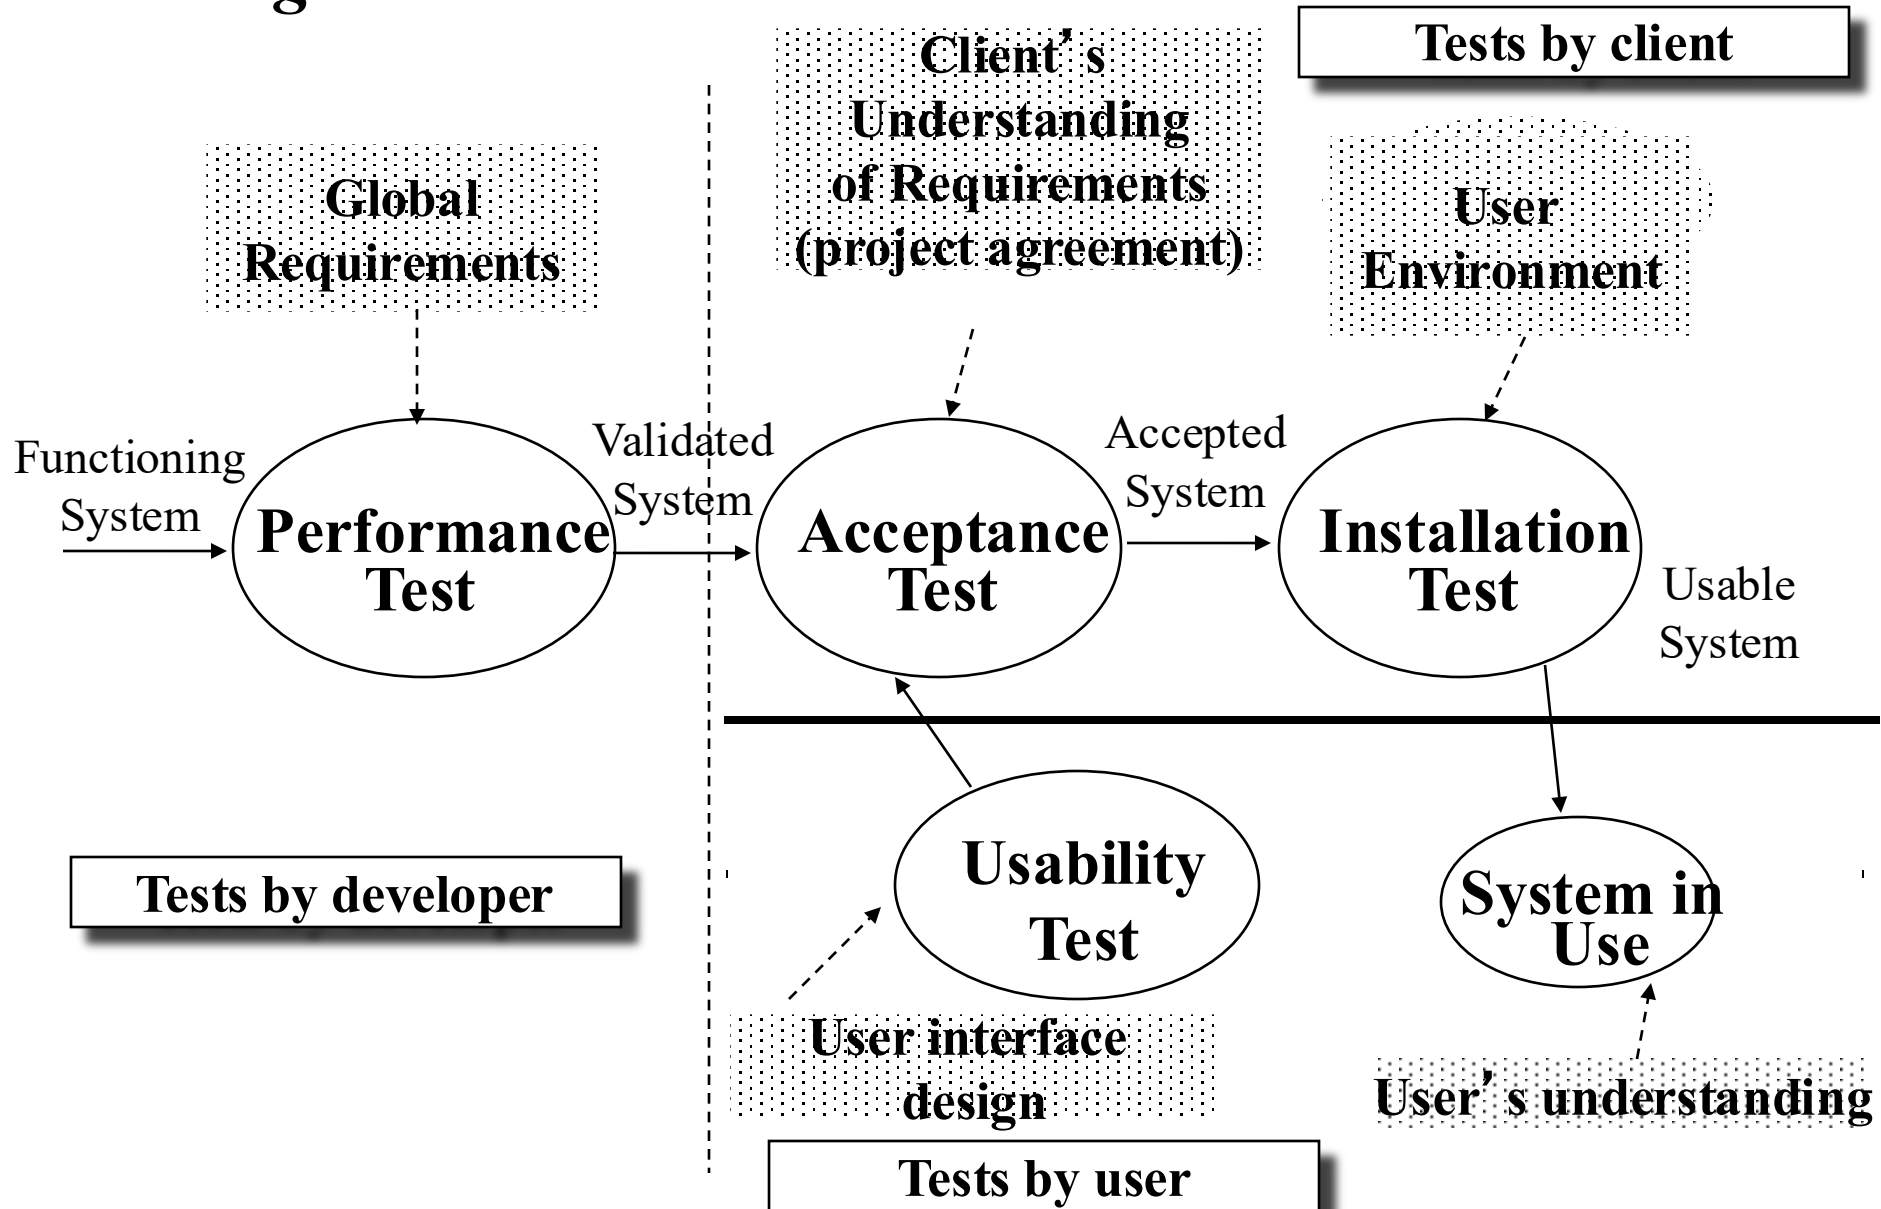 Tests by client
Client’s
Understanding
of Requirements
(project agreement)
Global
Requirements
User
Environment
Functioning
System
Validated
System
Accepted
System
Performance
Test
Acceptance
Test
Installation
Test
Usable
System
Tests by developer
Usability
Test
System in
Use
User interface
design
User’s understanding
Tests by user